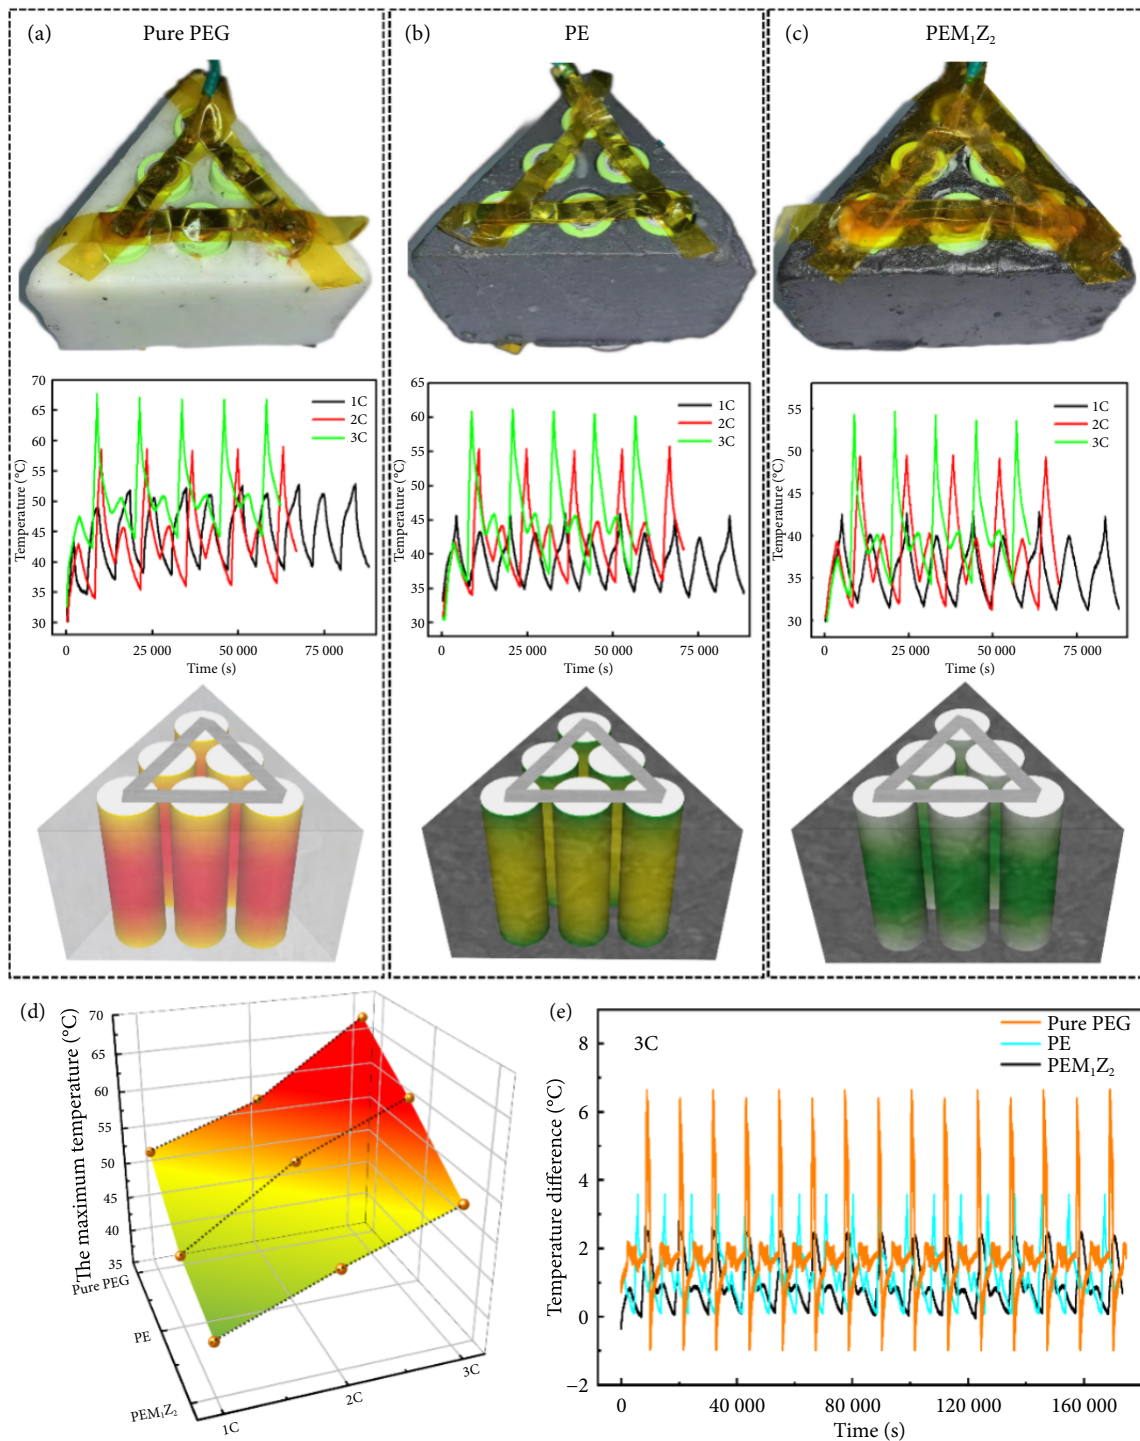 (a) Pure PEG
(b) PE
(c) PEM₁Z₂
70
65
60
55
50
45
40
35
30
Temperature (°C)
1C
2C
3C
0 25 000 50 000 75 000
Time (s)
65
60
55
50
45
40
35
30
Temperature (°C)
1C
2C
3C
0 25 000 50 000 75 000
Time (s)
55
50
45
40
35
30
Temperature (°C)
1C
2C
3C
0 25 000 50 000 75 000
Time (s)
(d)
70
65
60
55
50
45
40
35
The maximum temperature (°C)
Pure PEG
PE
PEM₁Z₂
1C
2C
3C
(e)
3C
Pure PEG
PE
PEM₁Z₂
8
6
4
2
0
−2
Temperature difference (°C)
0 40 000 80 000 120 000 160 000
Time (s)